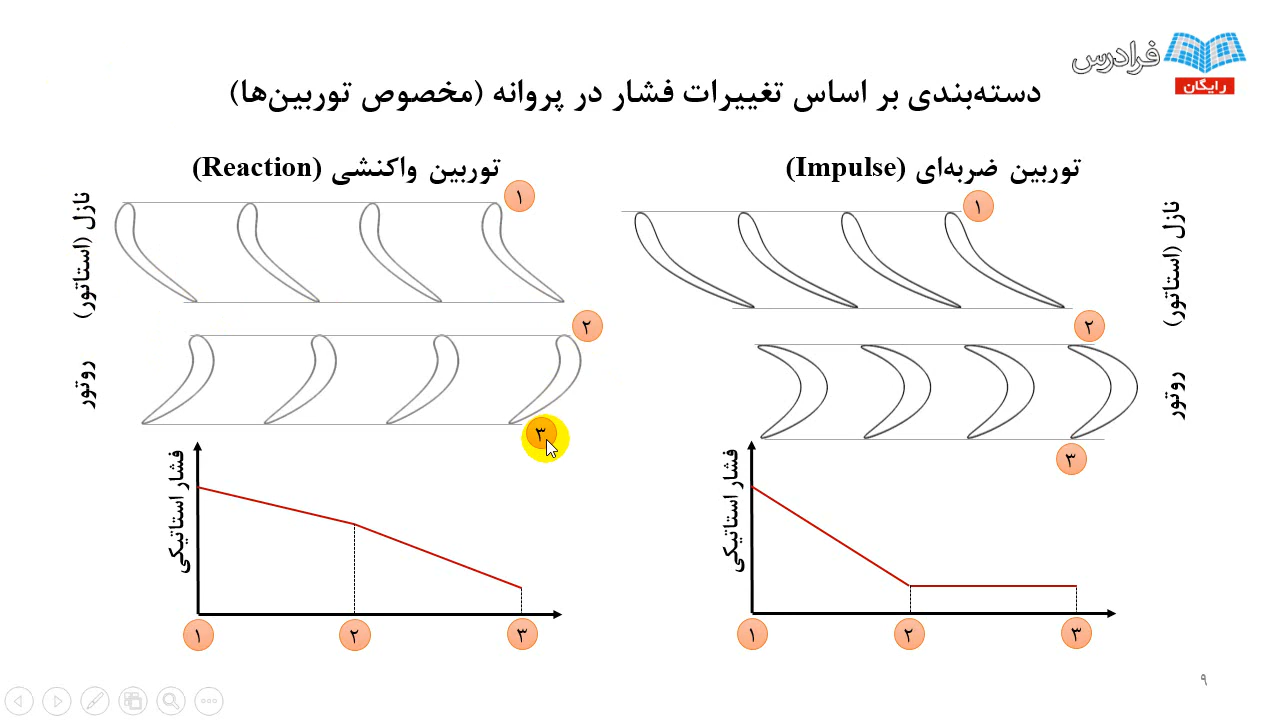 فرادرس
رایگان
دسته‌بندی بر اساس تغییرات فشار در پروانه (مخصوص توربین‌ها)
توربین ضربه‌ای (Impulse)
نازل (استاتور)
روتور
۱
۲
۳
فشار استاتیکی
۱
۲
۳
توربین واکنشی (Reaction)
نازل (استاتور)
روتور
۱
۲
۳
فشار استاتیکی
۱
۲
۳
۹